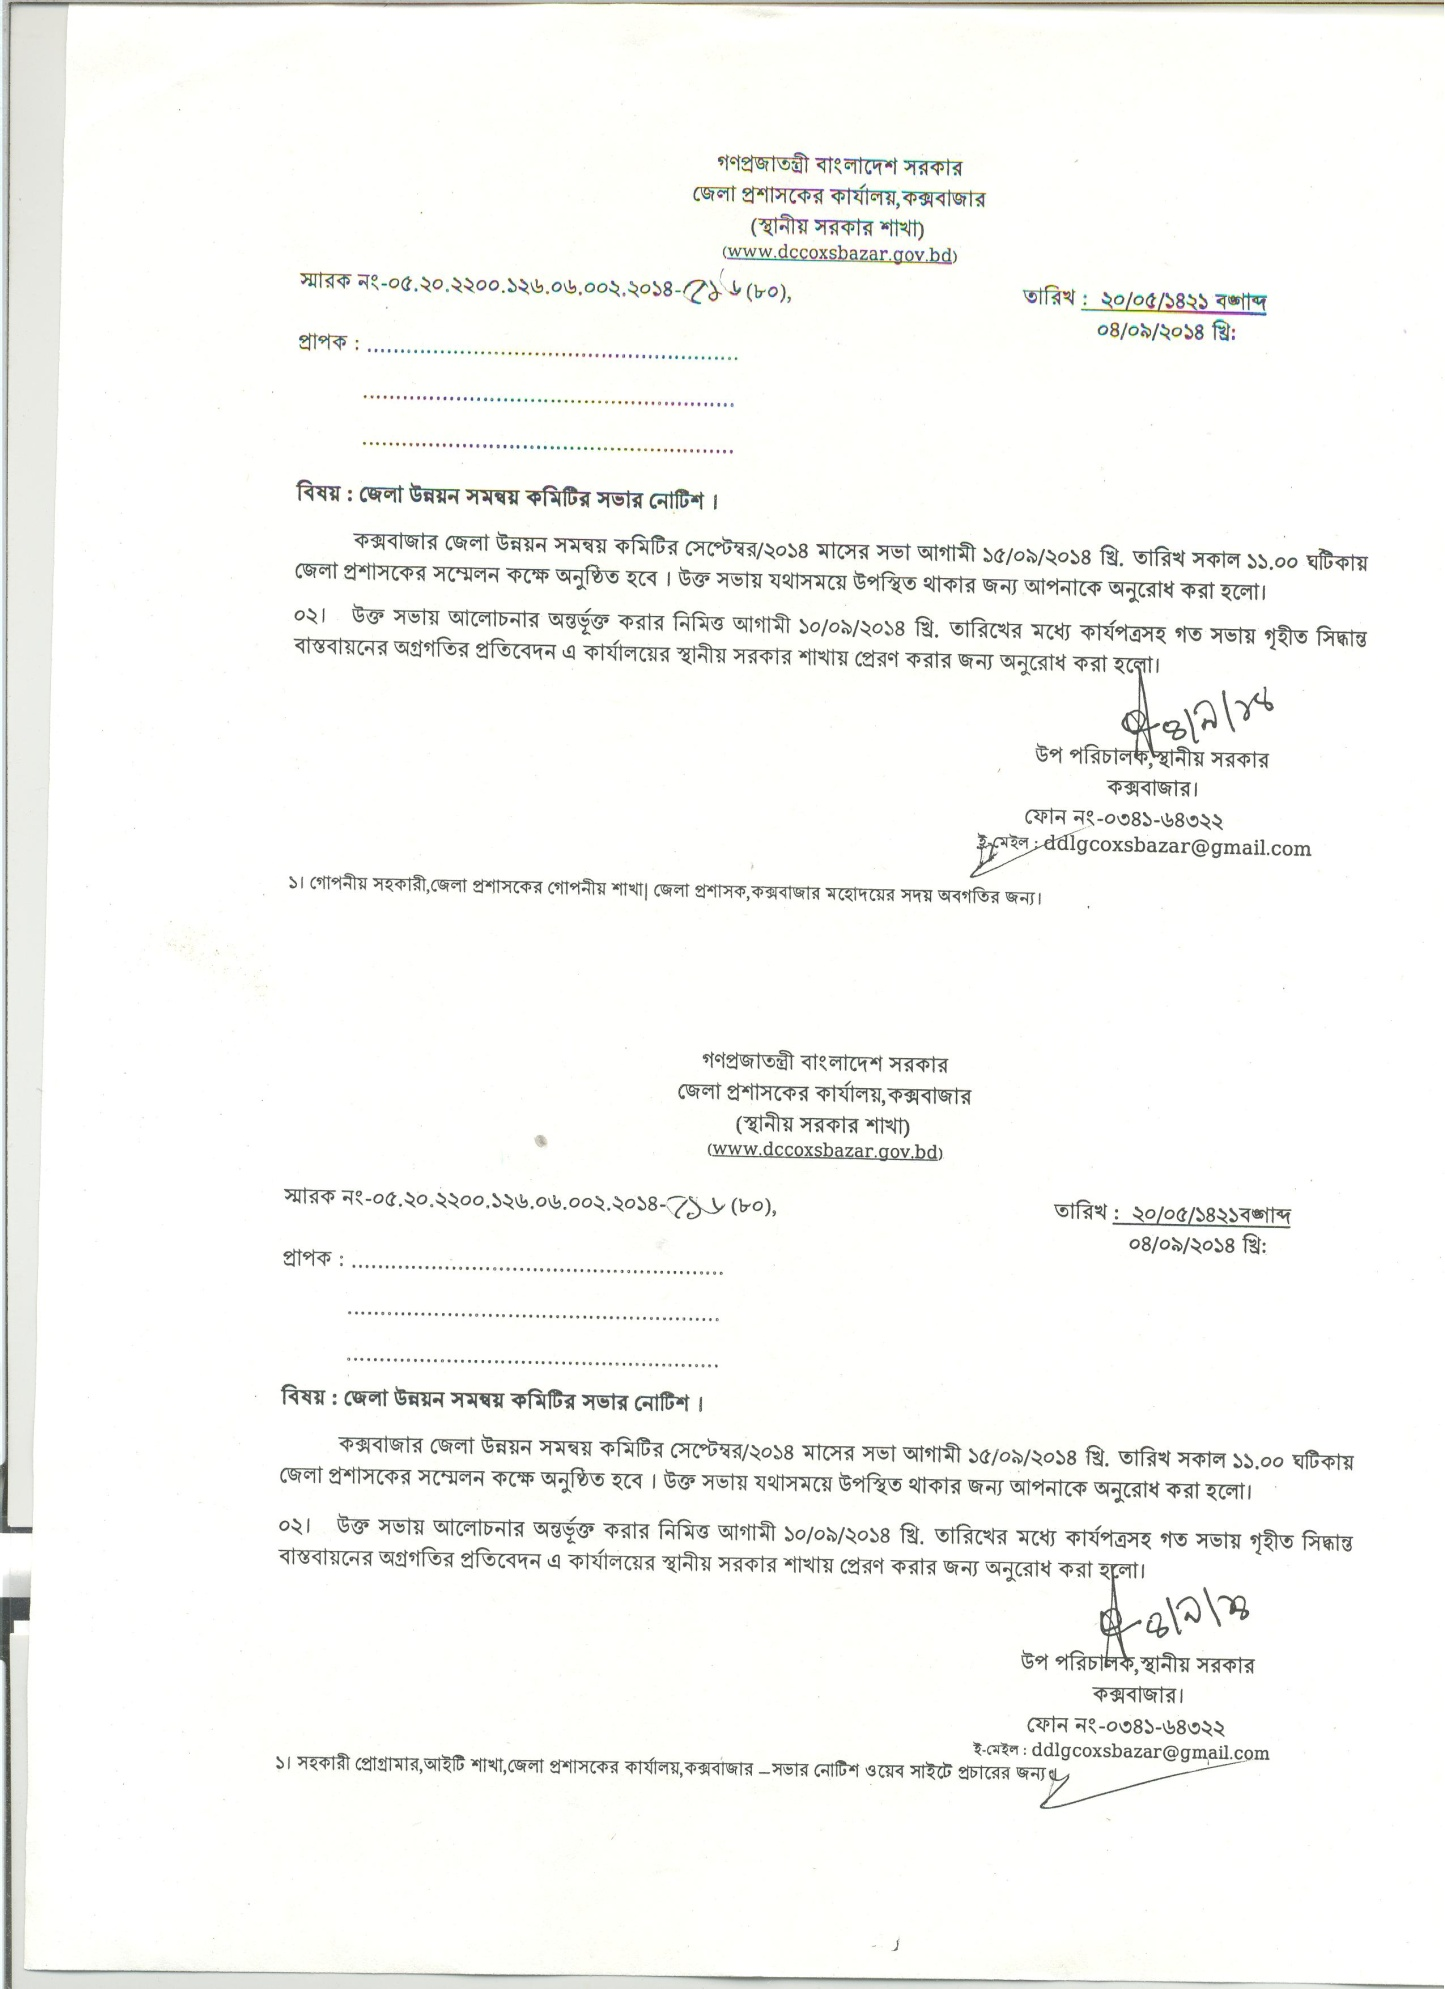 গণপ্রজাতন্ত্রী বাংলাদেশ সরকার
জেলা প্রশাসকের কার্যালয়,কক্সবাজার
(স্থানীয় সরকার শাখা)
(www.dccoxsbazar.gov.bd)
স্মারক নং-০৫.২০.২২০০.১২৬.০৬.০০২.২০১৪- (৮০),
তারিখ : ২০/০৫/১৪২১ বঙ্গাব্দ
০৪/০৯/২০১৪ খ্রি:
প্রাপক : ..........................................................
..........................................................
..........................................................
বিষয় : জেলা উন্নয়ন সমন্বয় কমিটির সভার নোটিশ ।
কক্সবাজার জেলা উন্নয়ন সমন্বয় কমিটির সেপ্টেম্বর/২০১৪ মাসের সভা আগামী ১৫/০৯/২০১৪ খ্রি. তারিখ সকাল ১১.০০ ঘটিকায়
জেলা প্রশাসকের সম্মেলন কক্ষে অনুষ্ঠিত হবে । উক্ত সভায় যথাসময়ে উপস্থিত থাকার জন্য আপনাকে অনুরোধ করা হলো।
০২। উক্ত সভায় আলোচনার অন্তর্ভূক্ত করার নিমিত্ত আগামী ১০/০৯/২০১৪ খ্রি. তারিখের মধ্যে কার্যপত্রসহ গত সভায় গৃহীত সিদ্ধান্ত
বাস্তবায়নের অগ্রগতির প্রতিবেদন এ কার্যালয়ের স্থানীয় সরকার শাখায় প্রেরণ করার জন্য অনুরোধ করা হলো।
৪/৯/১৪
উপ পরিচালক,স্থানীয় সরকার
কক্সবাজার।
ফোন নং-০৩৪১-৬৪৩২২
ই-মেইল : ddlgcoxsbazar@gmail.com
১। গোপনীয় সহকারী,জেলা প্রশাসকের গোপনীয় শাখা| জেলা প্রশাসক,কক্সবাজার মহোদয়ের সদয় অবগতির জন্য।
গণপ্রজাতন্ত্রী বাংলাদেশ সরকার
জেলা প্রশাসকের কার্যালয়,কক্সবাজার
(স্থানীয় সরকার শাখা)
(www.dccoxsbazar.gov.bd)
স্মারক নং-০৫.২০.২২০০.১২৬.০৬.০০২.২০১৪- (৮০),
তারিখ : ২০/০৫/১৪২১বঙ্গাব্দ
০৪/০৯/২০১৪ খ্রি:
প্রাপক : ..........................................................
..........................................................
..........................................................
বিষয় : জেলা উন্নয়ন সমন্বয় কমিটির সভার নোটিশ ।
কক্সবাজার জেলা উন্নয়ন সমন্বয় কমিটির সেপ্টেম্বর/২০১৪ মাসের সভা আগামী ১৫/০৯/২০১৪ খ্রি. তারিখ সকাল ১১.০০ ঘটিকায়
জেলা প্রশাসকের সম্মেলন কক্ষে অনুষ্ঠিত হবে । উক্ত সভায় যথাসময়ে উপস্থিত থাকার জন্য আপনাকে অনুরোধ করা হলো।
০২। উক্ত সভায় আলোচনার অন্তর্ভূক্ত করার নিমিত্ত আগামী ১০/০৯/২০১৪ খ্রি. তারিখের মধ্যে কার্যপত্রসহ গত সভায় গৃহীত সিদ্ধান্ত
বাস্তবায়নের অগ্রগতির প্রতিবেদন এ কার্যালয়ের স্থানীয় সরকার শাখায় প্রেরণ করার জন্য অনুরোধ করা হলো।
৪/৯/১৪
উপ পরিচালক,স্থানীয় সরকার
কক্সবাজার।
ফোন নং-০৩৪১-৬৪৩২২
ই-মেইল : ddlgcoxsbazar@gmail.com
১। সহকারী প্রোগ্রামার,আইটি শাখা,জেলা প্রশাসকের কার্যালয়,কক্সবাজার –সভার নোটিশ ওয়েব সাইটে প্রচারের জন্য।